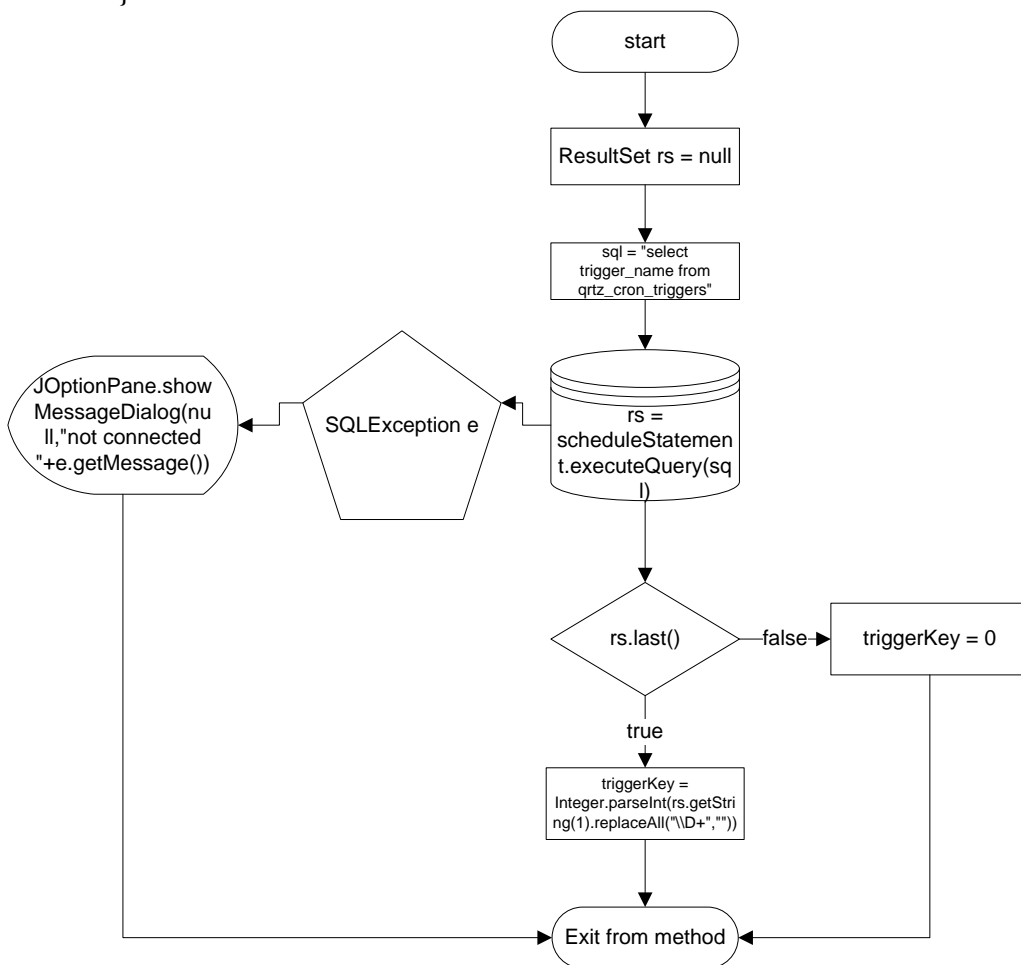 j
start
ResultSet rs = null
sql = "select
trigger_name from
qrtz_cron_triggers"
JOptionPane.show
MessageDialog(nu
ll,"not connected
"+e.getMessage())
SQLException e
rs =
scheduleStatemen
t.executeQuery(sq
l)
rs.last()
false
triggerKey = 0
true
triggerKey =
Integer.parseInt(rs.getStri
ng(1).replaceAll("\\D+",""))
Exit from method